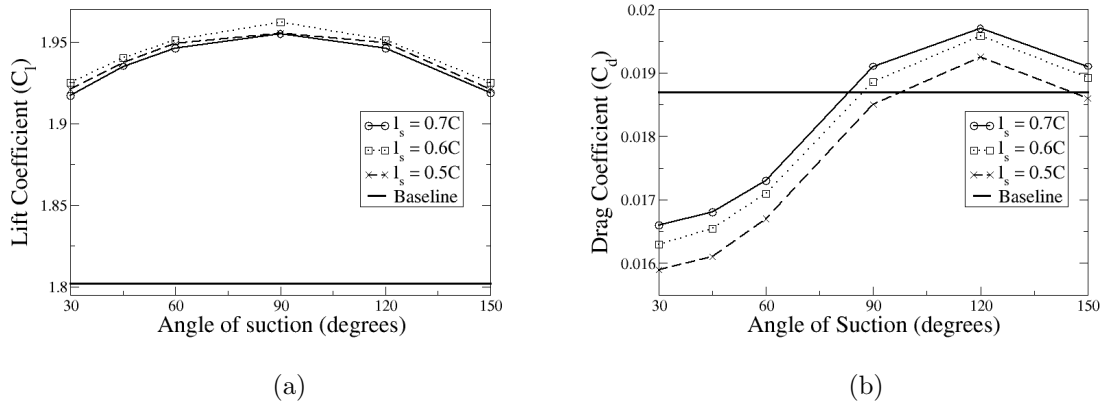 1.95
1.9
1.85
1.8
30
60
90
120
150
Lift Coefficient (C_l)
Angle of suction (degrees)
l_s = 0.7C
l_s = 0.6C
l_s = 0.5C
Baseline
(a)
0.02
0.019
0.018
0.017
0.016
30
60
90
120
150
Drag Coefficient (C_d)
Angle of Suction (degrees)
l_s = 0.7C
l_s = 0.6C
l_s = 0.5C
Baseline
(b)